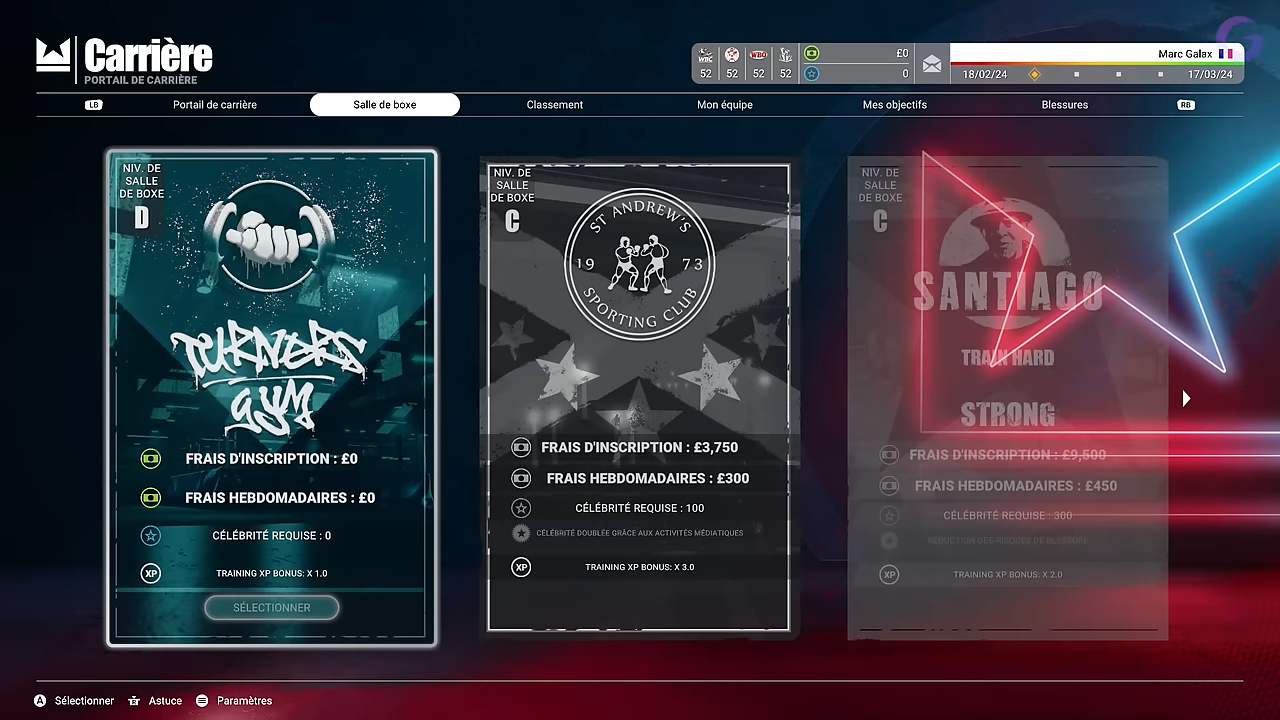 Carrière
PORTAIL DE CARRIÈRE
WBC
WBO
52
52
52
52
£0
0
Marc Galax
18/02/24
17/03/24
LB
Portail de carrière
Salle de boxe
Classement
Mon équipe
Mes objectifs
Blessures
RB
NIV. DE
SALLE
DE BOXE
D
TURNERS
GYM
FRAIS D'INSCRIPTION : £0
FRAIS HEBDOMADAIRES : £0
CÉLÉBRITÉ REQUISE : 0
XP
TRAINING XP BONUS: X 1.0
SÉLECTIONNER
NIV. DE
SALLE
DE BOXE
C
ST ANDREW'S
19 73
SPORTING CLUB
FRAIS D'INSCRIPTION : £3,750
FRAIS HEBDOMADAIRES : £300
CÉLÉBRITÉ REQUISE : 100
CÉLÉBRITÉ DOUBLÉE GRÂCE AUX ACTIVITÉS MÉDIATIQUES
XP
TRAINING XP BONUS: X 3.0
NIV. DE
SALLE
DE BOXE
C
SANTIAGO
TRAIN HARD
STRONG
FRAIS D'INSCRIPTION : £9,500
FRAIS HEBDOMADAIRES : £450
CÉLÉBRITÉ REQUISE : 300
RÉDUCTION DES RISQUES DE BLESSURE
XP
TRAINING XP BONUS: X 2.0
A Sélectionner
Astuce
Paramètres